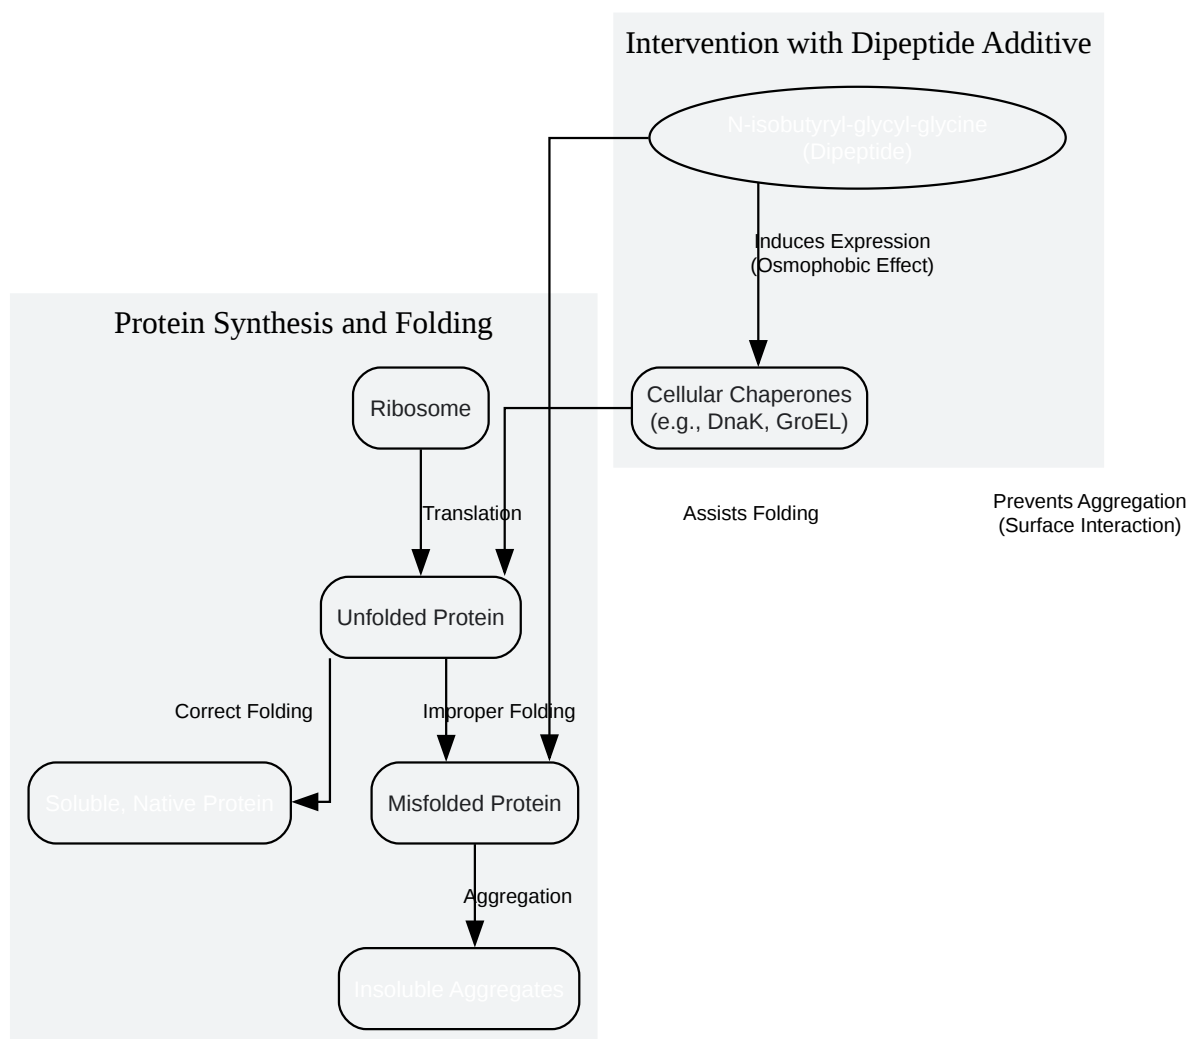 Intervention with Dipeptide Additive
N-isobutyryl-glycyl-glycine
(Dipeptide)
Induces Expression
(Osmophobic Effect)
Protein Synthesis and Folding
Ribosome
Cellular Chaperones
(e.g., DnaK, GroEL)
Translation
Assists Folding
Prevents Aggregation
(Surface Interaction)
Unfolded Protein
Correct Folding
Improper Folding
Soluble, Native Protein
Misfolded Protein
Aggregation
Insoluble Aggregates